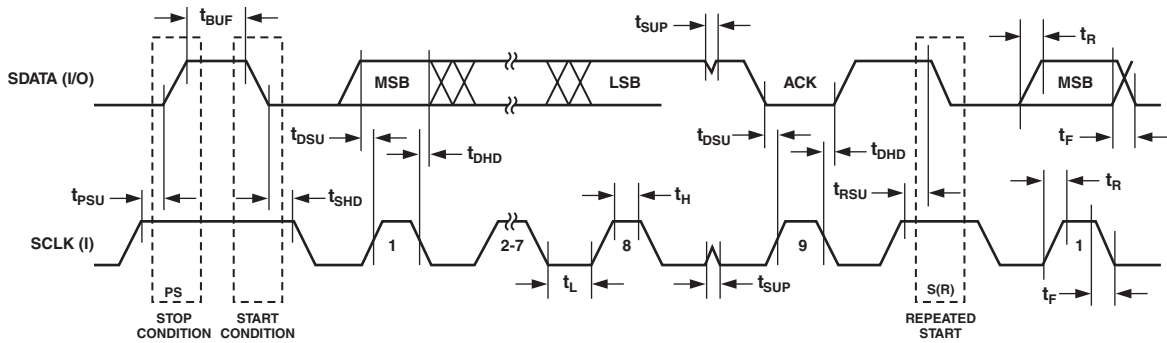 tBUF
tSUP
tR
SDATA (I/O)
MSB
LSB
ACK
MSB
tDSU
tDHD
tDSU
tDHD
tF
tPSU
tSHD
tH
tRSU
tR
SCLK (I)
1
2-7
8
9
1
PS
tL
tSUP
S(R)
tF
STOP
CONDITION
START
CONDITION
REPEATED
START